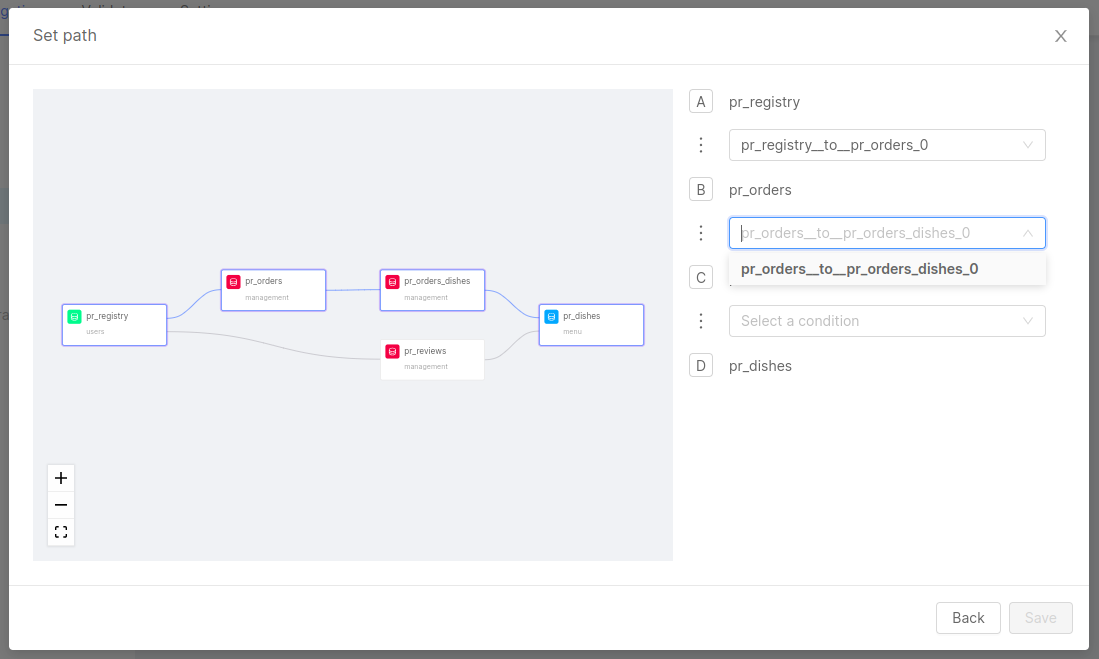 Set path
A pr_registry
pr_registry__to__pr_orders_0
B pr_orders
pr_orders__to__pr_orders_dishes_0
pr_orders__to__pr_orders_dishes_0
C
Select a condition
D pr_dishes
pr_orders
management
pr_orders_dishes
management
pr_registry
users
pr_dishes
menu
pr_reviews
management
Back
Save